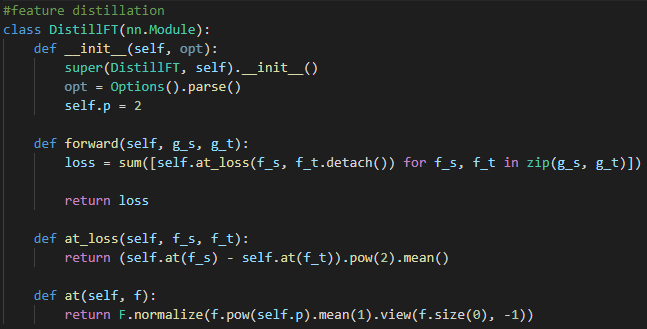 #feature distillation
class DistillFT(nn.Module):
    def __init__(self, opt):
        super(DistillFT, self).__init__()
        opt = Options().parse()
        self.p = 2

    def forward(self, g_s, g_t):
        loss = sum([self.at_loss(f_s, f_t.detach()) for f_s, f_t in zip(g_s, g_t)])

        return loss

    def at_loss(self, f_s, f_t):
        return (self.at(f_s) - self.at(f_t)).pow(2).mean()

    def at(self, f):
        return F.normalize(f.pow(self.p).mean(1).view(f.size(0), -1))